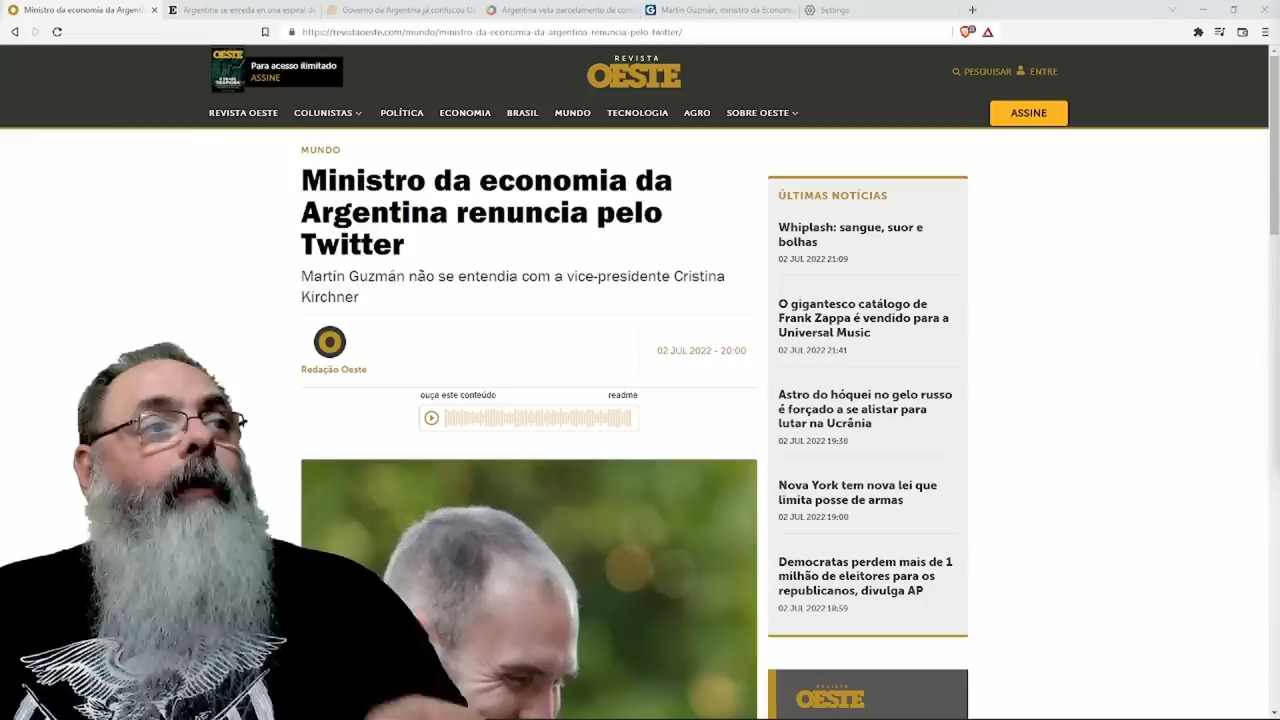 Ministro da economia da Argenti
Argentina se enreda en una espiral d
Governo da Argentina já confiscou U
Argentina veta parcelamento de com
Martín Guzmán, ministro da Econom
Settings
https://revistaoeste.com/mundo/ministro-da-economia-da-argentina-renuncia-pelo-twitter/
OESTE
Para acesso ilimitado
ASSINE
REVISTA
OESTE
PESQUISAR
ENTRE
REVISTA OESTE
COLUNISTAS
POLÍTICA
ECONOMIA
BRASIL
MUNDO
TECNOLOGIA
AGRO
SOBRE OESTE
ASSINE
MUNDO
Ministro da economia da
Argentina renuncia pelo
Twitter
Martín Guzmán não se entendia com a vice-presidente Cristina
Kirchner
Redação Oeste
02 JUL 2022 - 20:00
ouça este conteúdo
readme
ÚLTIMAS NOTÍCIAS
Whiplash: sangue, suor e
bolhas
02 JUL 2022 21:09
O gigantesco catálogo de
Frank Zappa é vendido para a
Universal Music
02 JUL 2022 21:41
Astro do hóquei no gelo russo
é forçado a se alistar para
lutar na Ucrânia
02 JUL 2022 19:38
Nova York tem nova lei que
limita posse de armas
02 JUL 2022 19:00
Democratas perdem mais de 1
milhão de eleitores para os
republicanos, divulga AP
02 JUL 2022 18:59
REVISTA
OESTE